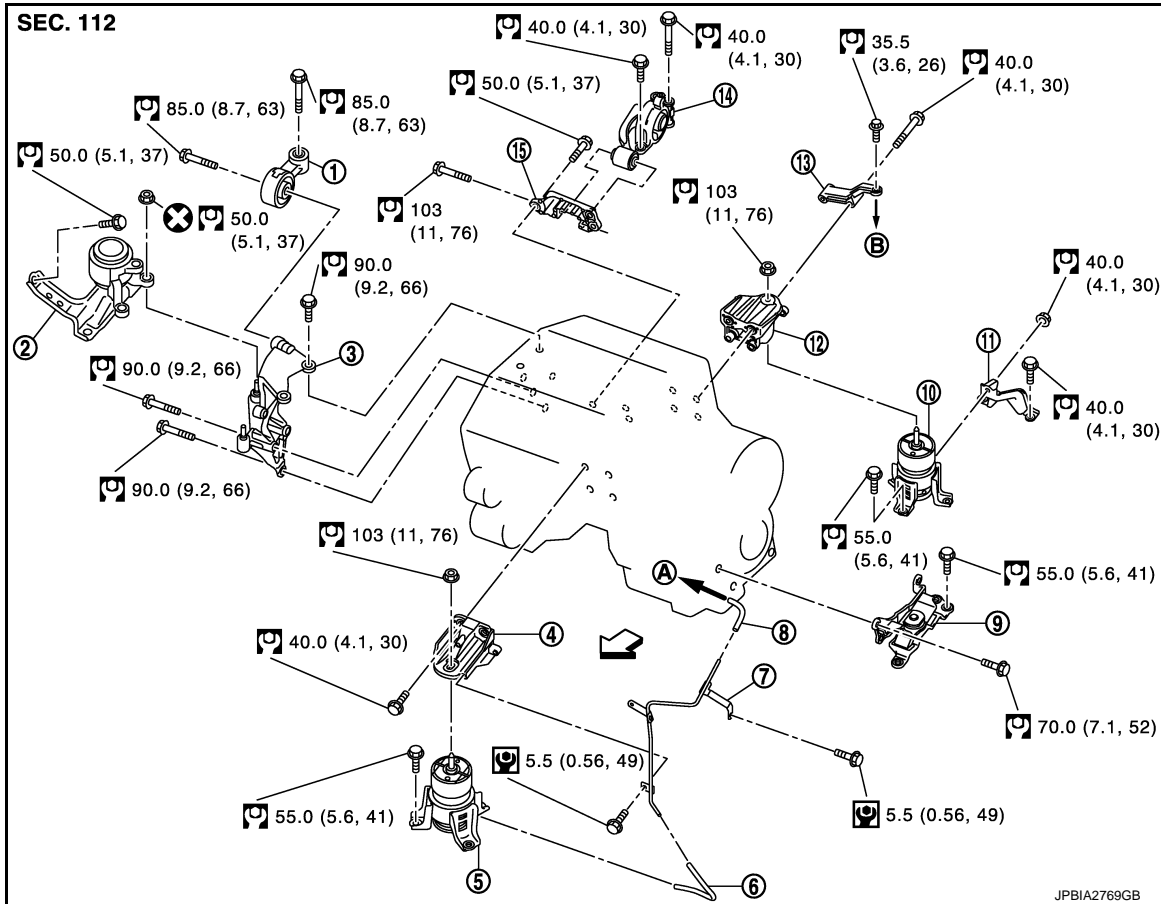 SEC. 112
40.0 (4.1, 30)
40.0
(4.1, 30)
35.5
(3.6, 26)
40.0
(4.1, 30)
85.0 (8.7, 63)
85.0
(8.7, 63)
50.0 (5.1, 37)
14
50.0 (5.1, 37)
1
15
13
103
(11, 76)
103
(11, 76)
50.0
(5.1, 37)
B
90.0
(9.2, 66)
40.0
(4.1, 30)
2
3
12
11
90.0 (9.2, 66)
10
40.0
(4.1, 30)
90.0 (9.2, 66)
103 (11, 76)
55.0
(5.6, 41)
A
55.0 (5.6, 41)
4
8
9
40.0 (4.1, 30)
7
70.0 (7.1, 52)
5.5 (0.56, 49)
55.0 (5.6, 41)
5.5 (0.56, 49)
5
6
JPBIA2769GB